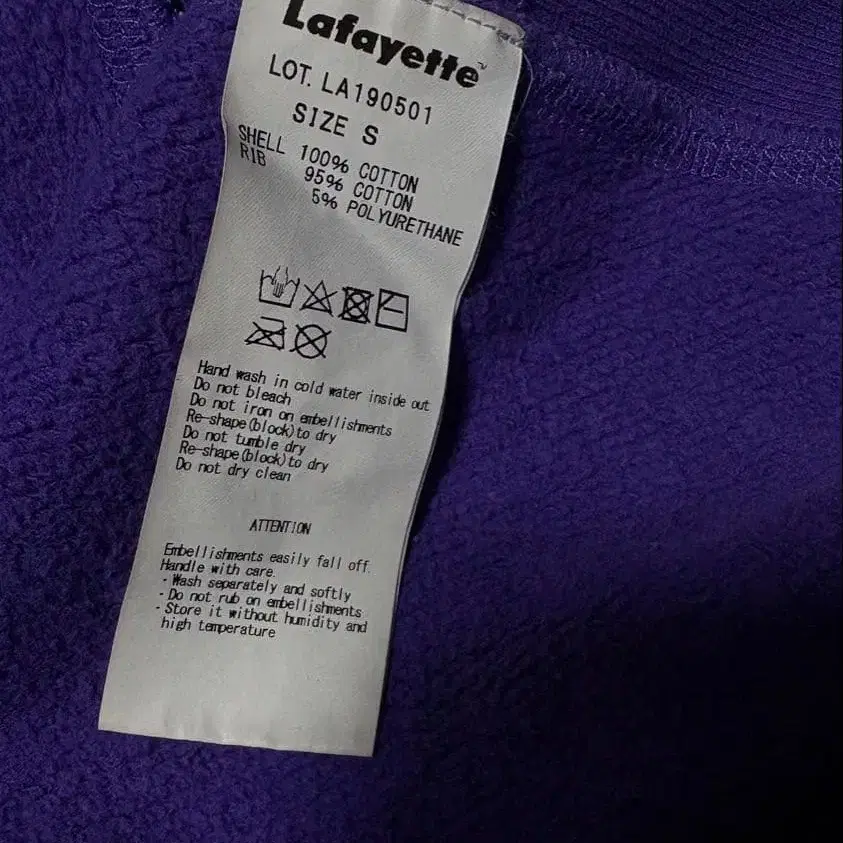 Lafayette™
LOT. LA190501
SIZE S
SHELL 100% COTTON
RIB 95% COTTON
5% POLYURETHANE
Hand wash in cold water inside out
Do not bleach
Do not iron on embellishments
Re-shape(block)to dry
Do not tumble dry
Re-shape(block)to dry
Do not dry clean
ATTENTION
Embellishments easily fall off.
Handle with care.
・Wash separately and softly
・Do not rub on embellishments
・Store it without humidity and
high temperature